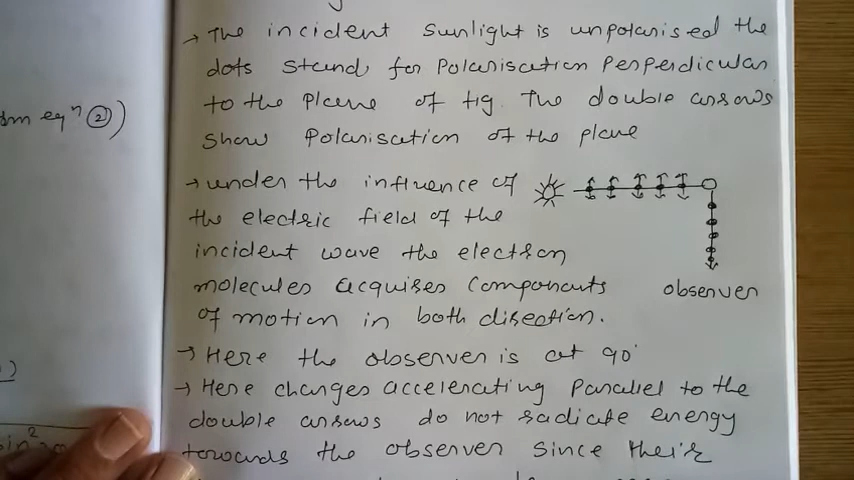 sm eqⁿ ②)
→ The incident sunlight is unpolarised the
dots stand for Polarisation Perpendicular
to the Plane of fig. The double arrows
show Polarisation of the plane
→ under the influence of
the electric field of the
incident wave the electron
molecules acquires components
of motion in both direction.
observer
→ Here the observer is at 90°
→ Here changes accelerating Parallel to the
double arrows do not radiate energy
towards the observer since their